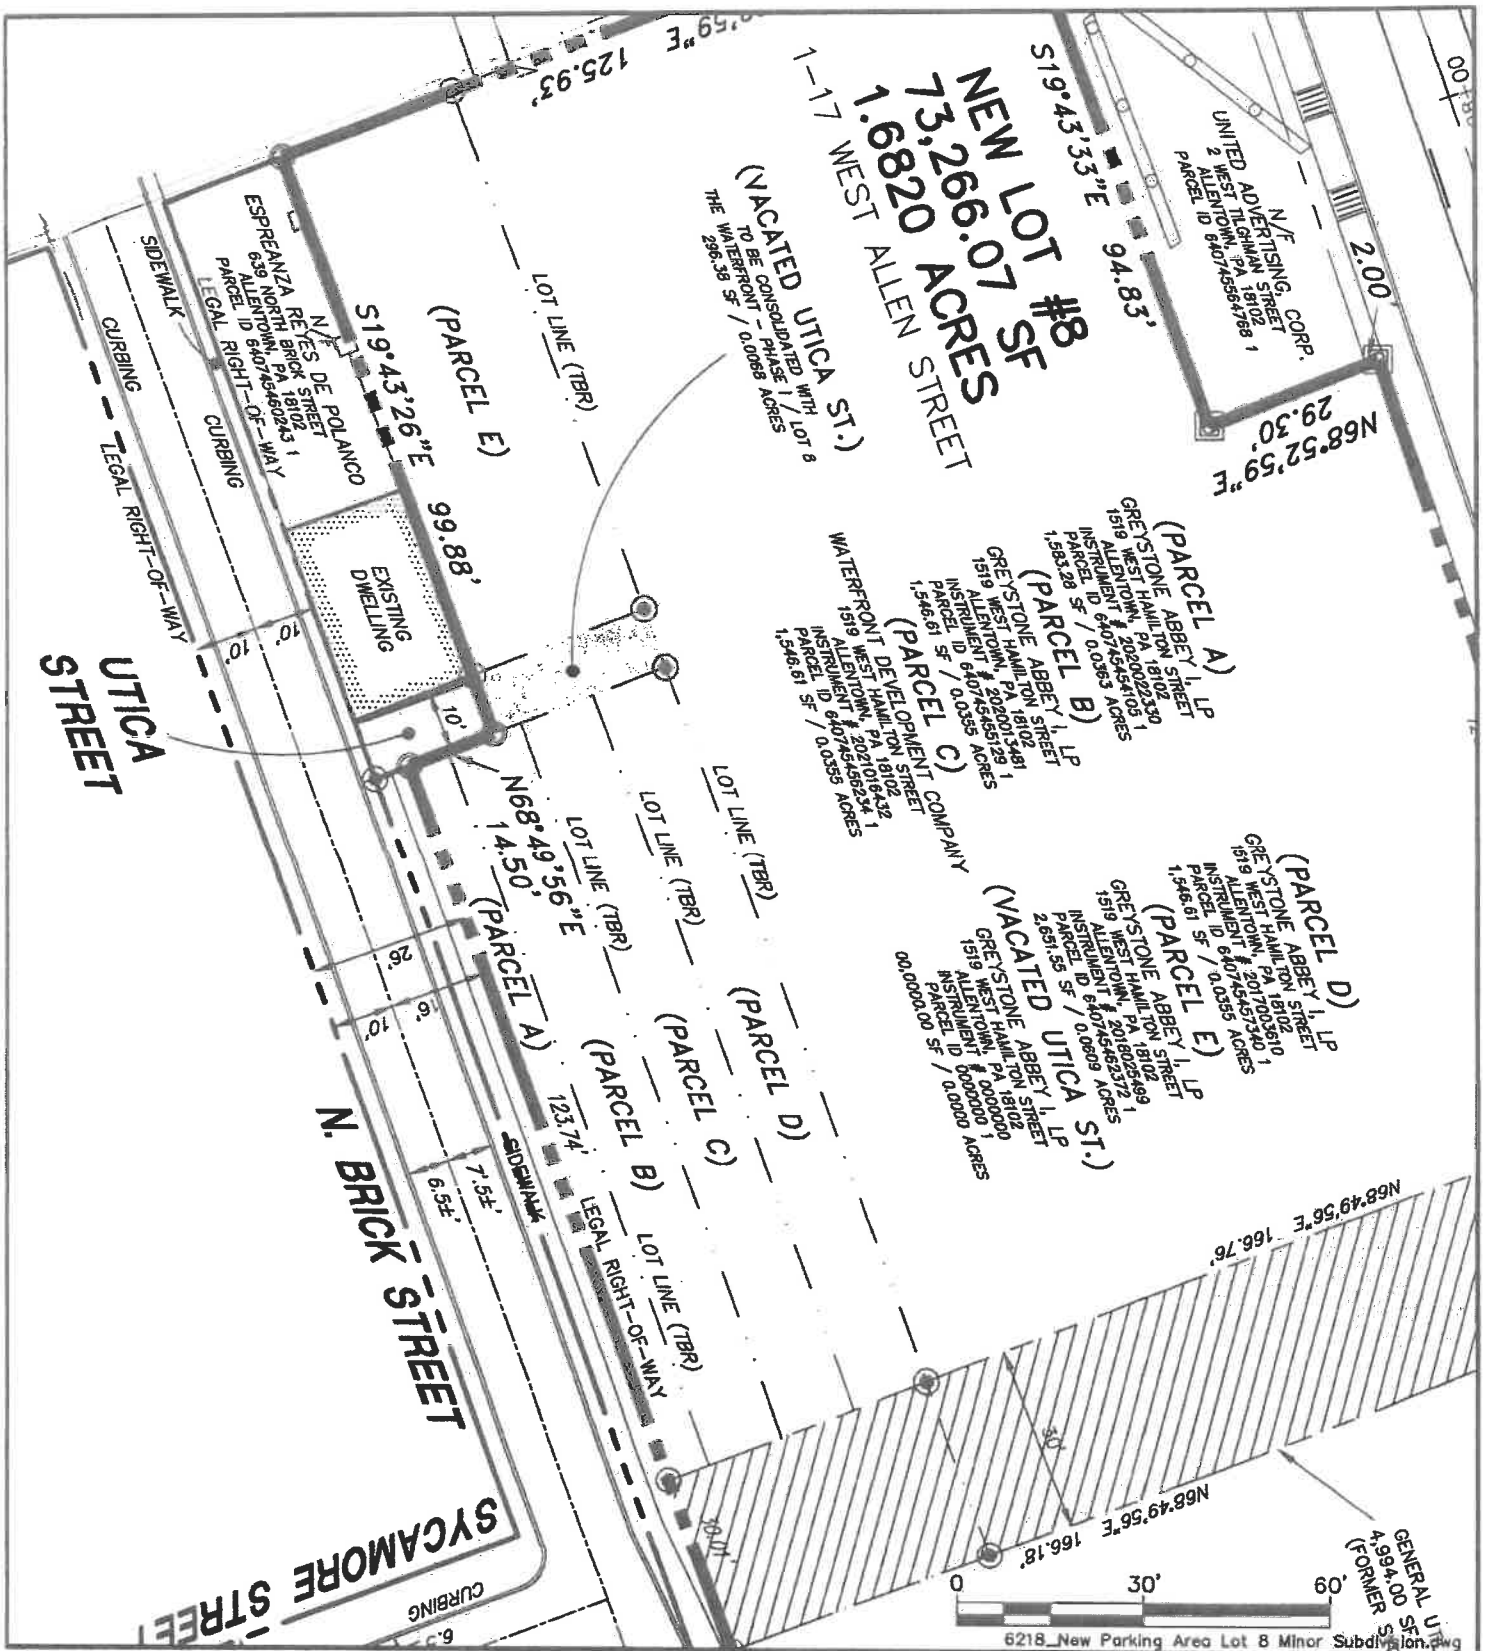 NEW LOT #8
73,266.07 SF
1.6820 ACRES
1-17 WEST ALLEN STREET
S19°43'33"E 94.83'
N/F
UNITED ADVERTISING, CORP.
2 WEST TILGHMAN STREET
ALLENTOWN, PA 18102
PARCEL ID 640745564768 1
2.00
N68°52'59"E
29.30'
125.93'
(VACATED UTICA ST.)
TO BE CONSOLIDATED WITH
THE WATERFRONT - PHASE 1 / LOT 8
296.38 SF / 0.0068 ACRES
LOT LINE (TBR)
(PARCEL E)
S19°43'26"E 99.88'
N/F
ESPREANZA REYES DE POLANCO
639 NORTH BRICK STREET
ALLENTOWN, PA 18102
PARCEL ID 640745460243 1
LEGAL RIGHT-OF-WAY
SIDEWALK
CURBING
CURBING
LEGAL RIGHT-OF-WAY
EXISTING
DWELLING
10'
10'
10'
UTICA
STREET
N68°49'56"E
14.50'
(PARCEL A)
GREYSTONE ABBEY I, LP
1519 WEST HAMILTON STREET
ALLENTOWN, PA 18102
INSTRUMENT # 2020022330
PARCEL ID 640745454105 1
1,583.28 SF / 0.0363 ACRES
(PARCEL B)
GREYSTONE ABBEY I, LP
1519 WEST HAMILTON STREET
ALLENTOWN, PA 18102
INSTRUMENT # 2020013481
PARCEL ID 640745455129 1
1,546.61 SF / 0.0355 ACRES
(PARCEL C)
WATERFRONT DEVELOPMENT COMPANY
1519 WEST HAMILTON STREET
ALLENTOWN, PA 18102
INSTRUMENT # 2021016432
PARCEL ID 640745456234 1
1,546.61 SF / 0.0355 ACRES
(PARCEL D)
GREYSTONE ABBEY I, LP
1519 WEST HAMILTON STREET
ALLENTOWN, PA 18102
INSTRUMENT # 2017003610
PARCEL ID 640745457340 1
1,546.61 SF / 0.0355 ACRES
(PARCEL E)
GREYSTONE ABBEY I, LP
1519 WEST HAMILTON STREET
ALLENTOWN, PA 18102
INSTRUMENT # 2018025499
PARCEL ID 640745462372 1
2,651.55 SF / 0.0609 ACRES
(VACATED UTICA ST.)
GREYSTONE ABBEY I, LP
1519 WEST HAMILTON STREET
ALLENTOWN, PA 18102
INSTRUMENT # 0000000
PARCEL ID 0000000 1
00,0000.00 SF / 0.0000 ACRES
LOT LINE (TBR)
LOT LINE (TBR)
LOT LINE (TBR)
LOT LINE (TBR)
(PARCEL D)
(PARCEL C)
(PARCEL B)
(PARCEL A)
123.74'
LEGAL RIGHT-OF-WAY
SIDEWALK
26'
16'
10'
7.5±'
6.5±'
N. BRICK STREET
SYCAMORE STREET
CURBING
N68°49'56"E 166.76'
30'
N68°49'56"E 166.18'
30.01'
0 30' 60'
6218_New Parking Area Lot 8 Minor Subdivision.dwg